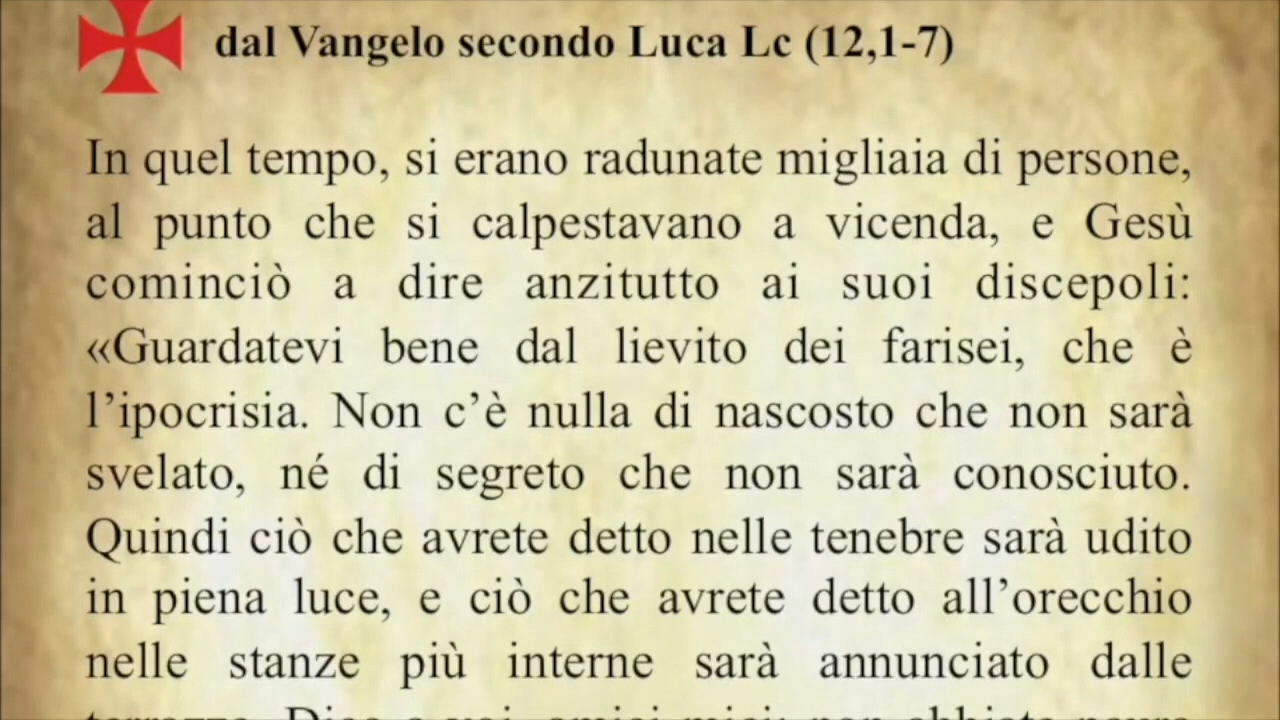 dal Vangelo secondo Luca Lc (12,1-7)
In quel tempo, si erano radunate migliaia di persone,
al punto che si calpestavano a vicenda, e Gesù
cominciò a dire anzitutto ai suoi discepoli:
«Guardatevi bene dal lievito dei farisei, che è
l’ipocrisia. Non c’è nulla di nascosto che non sarà
svelato, né di segreto che non sarà conosciuto.
Quindi ciò che avrete detto nelle tenebre sarà udito
in piena luce, e ciò che avrete detto all’orecchio
nelle stanze più interne sarà annunciato dalle